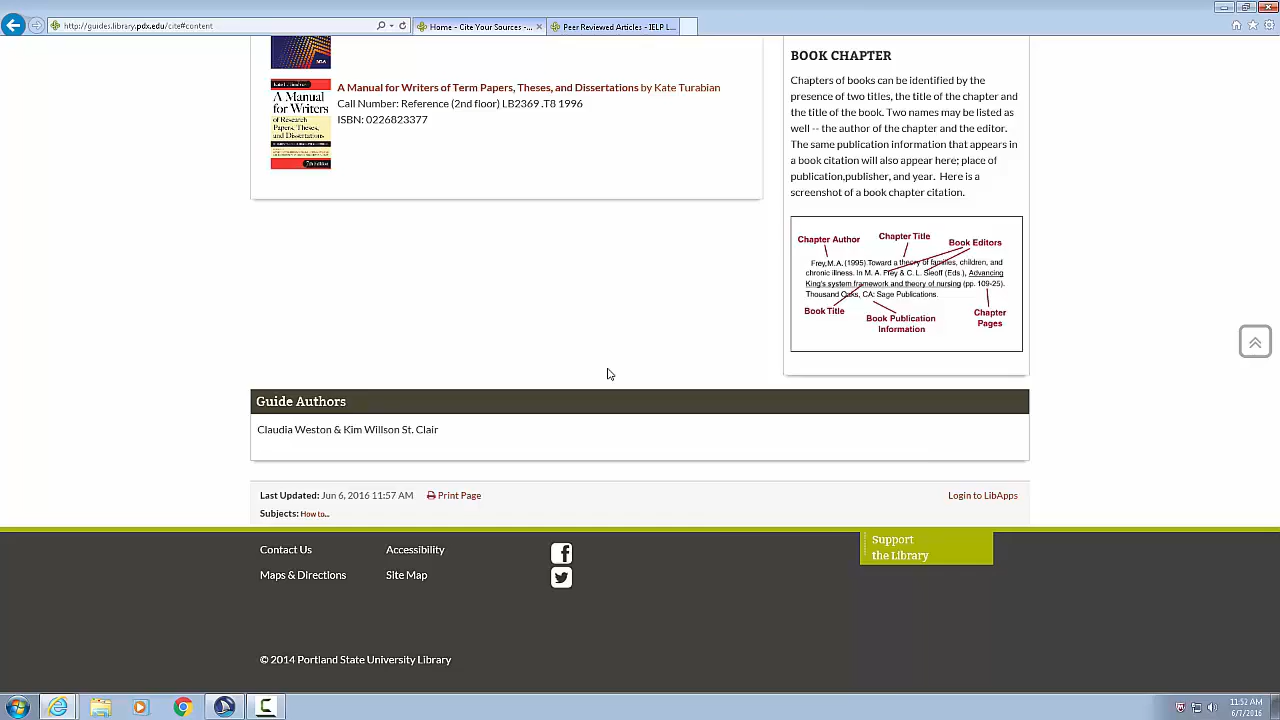 http://guides.library.pdx.edu/cite#content
Home - Cite Your Sources -...
Peer Reviewed Articles - IELP L...
A Manual for Writers of Term Papers, Theses, and Dissertations by Kate Turabian
Call Number: Reference (2nd floor) LB2369 .T8 1996
ISBN: 0226823377
A Manual
for Writers
of Research
Papers, Theses,
and Dissertations
BOOK CHAPTER
Chapters of books can be identified by the
presence of two titles, the title of the chapter and
the title of the book. Two names may be listed as
well -- the author of the chapter and the editor.
The same publication information that appears in
a book citation will also appear here; place of
publication,publisher, and year. Here is a
screenshot of a book chapter citation.
Chapter Author
Chapter Title
Book Editors
Frey,M.A. (1995) Toward a theory of families, children, and
chronic illness. In M. A. Frey & C. L. Sieoff (Eds.), Advancing
King's system framework and theory of nursing (pp. 109-25).
Thousand Oaks, CA: Sage Publications.
Book Title
Book Publication
Information
Chapter
Pages
Guide Authors
Claudia Weston & Kim Willson St. Clair
Last Updated: Jun 6, 2016 11:57 AM
Print Page
Login to LibApps
Subjects: How to...
Contact Us
Accessibility
Support
the Library
Maps & Directions
Site Map
© 2014 Portland State University Library
11:52 AM
6/7/2016